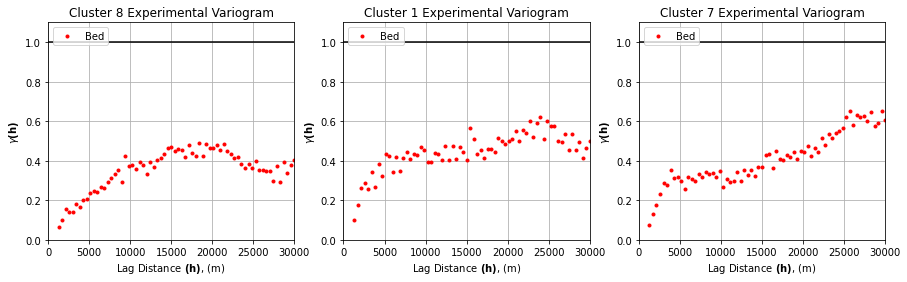 Cluster 8 Experimental Variogram
Bed
γ(h)
1.0
0.8
0.6
0.4
0.2
0.0
0 5000 10000 15000 20000 25000 30000
Lag Distance (h), (m)
Cluster 1 Experimental Variogram
Bed
γ(h)
1.0
0.8
0.6
0.4
0.2
0.0
0 5000 10000 15000 20000 25000 30000
Lag Distance (h), (m)
Cluster 7 Experimental Variogram
Bed
γ(h)
1.0
0.8
0.6
0.4
0.2
0.0
0 5000 10000 15000 20000 25000 30000
Lag Distance (h), (m)